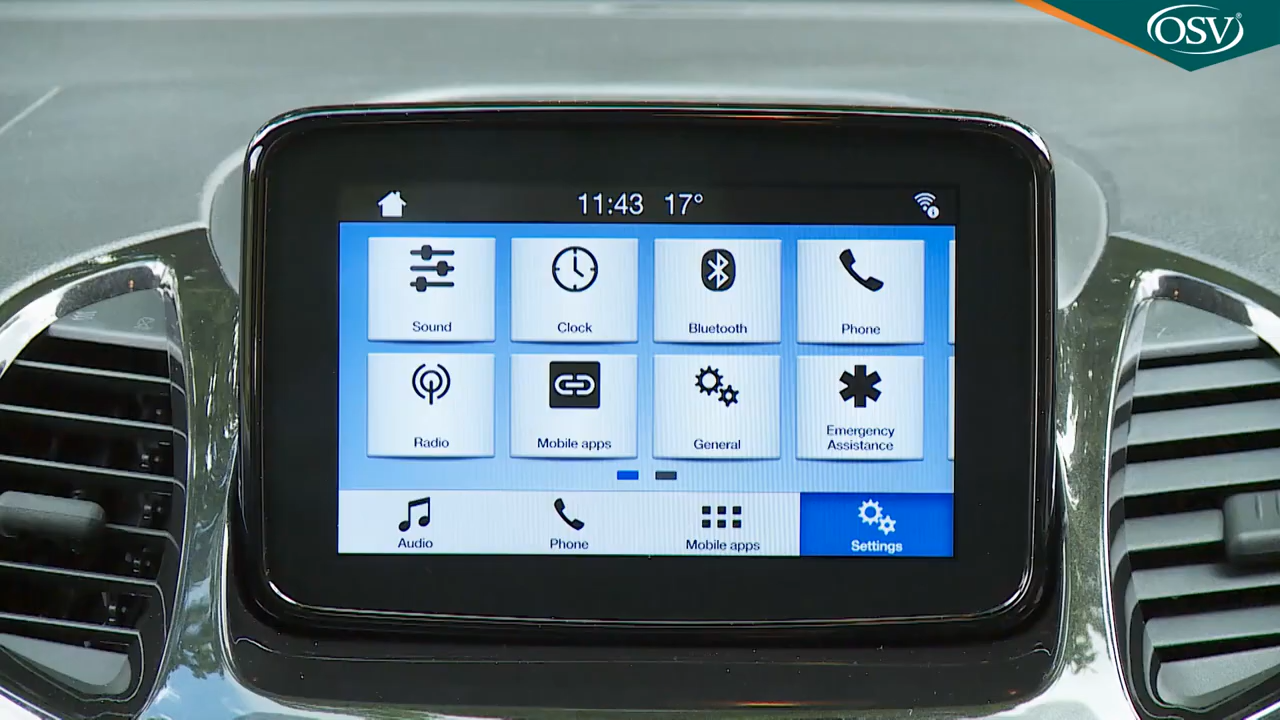 OSV®
11:43 17°
Sound
Clock
Bluetooth
Phone
Radio
Mobile apps
General
Emergency
Assistance
Audio
Phone
Mobile apps
Settings